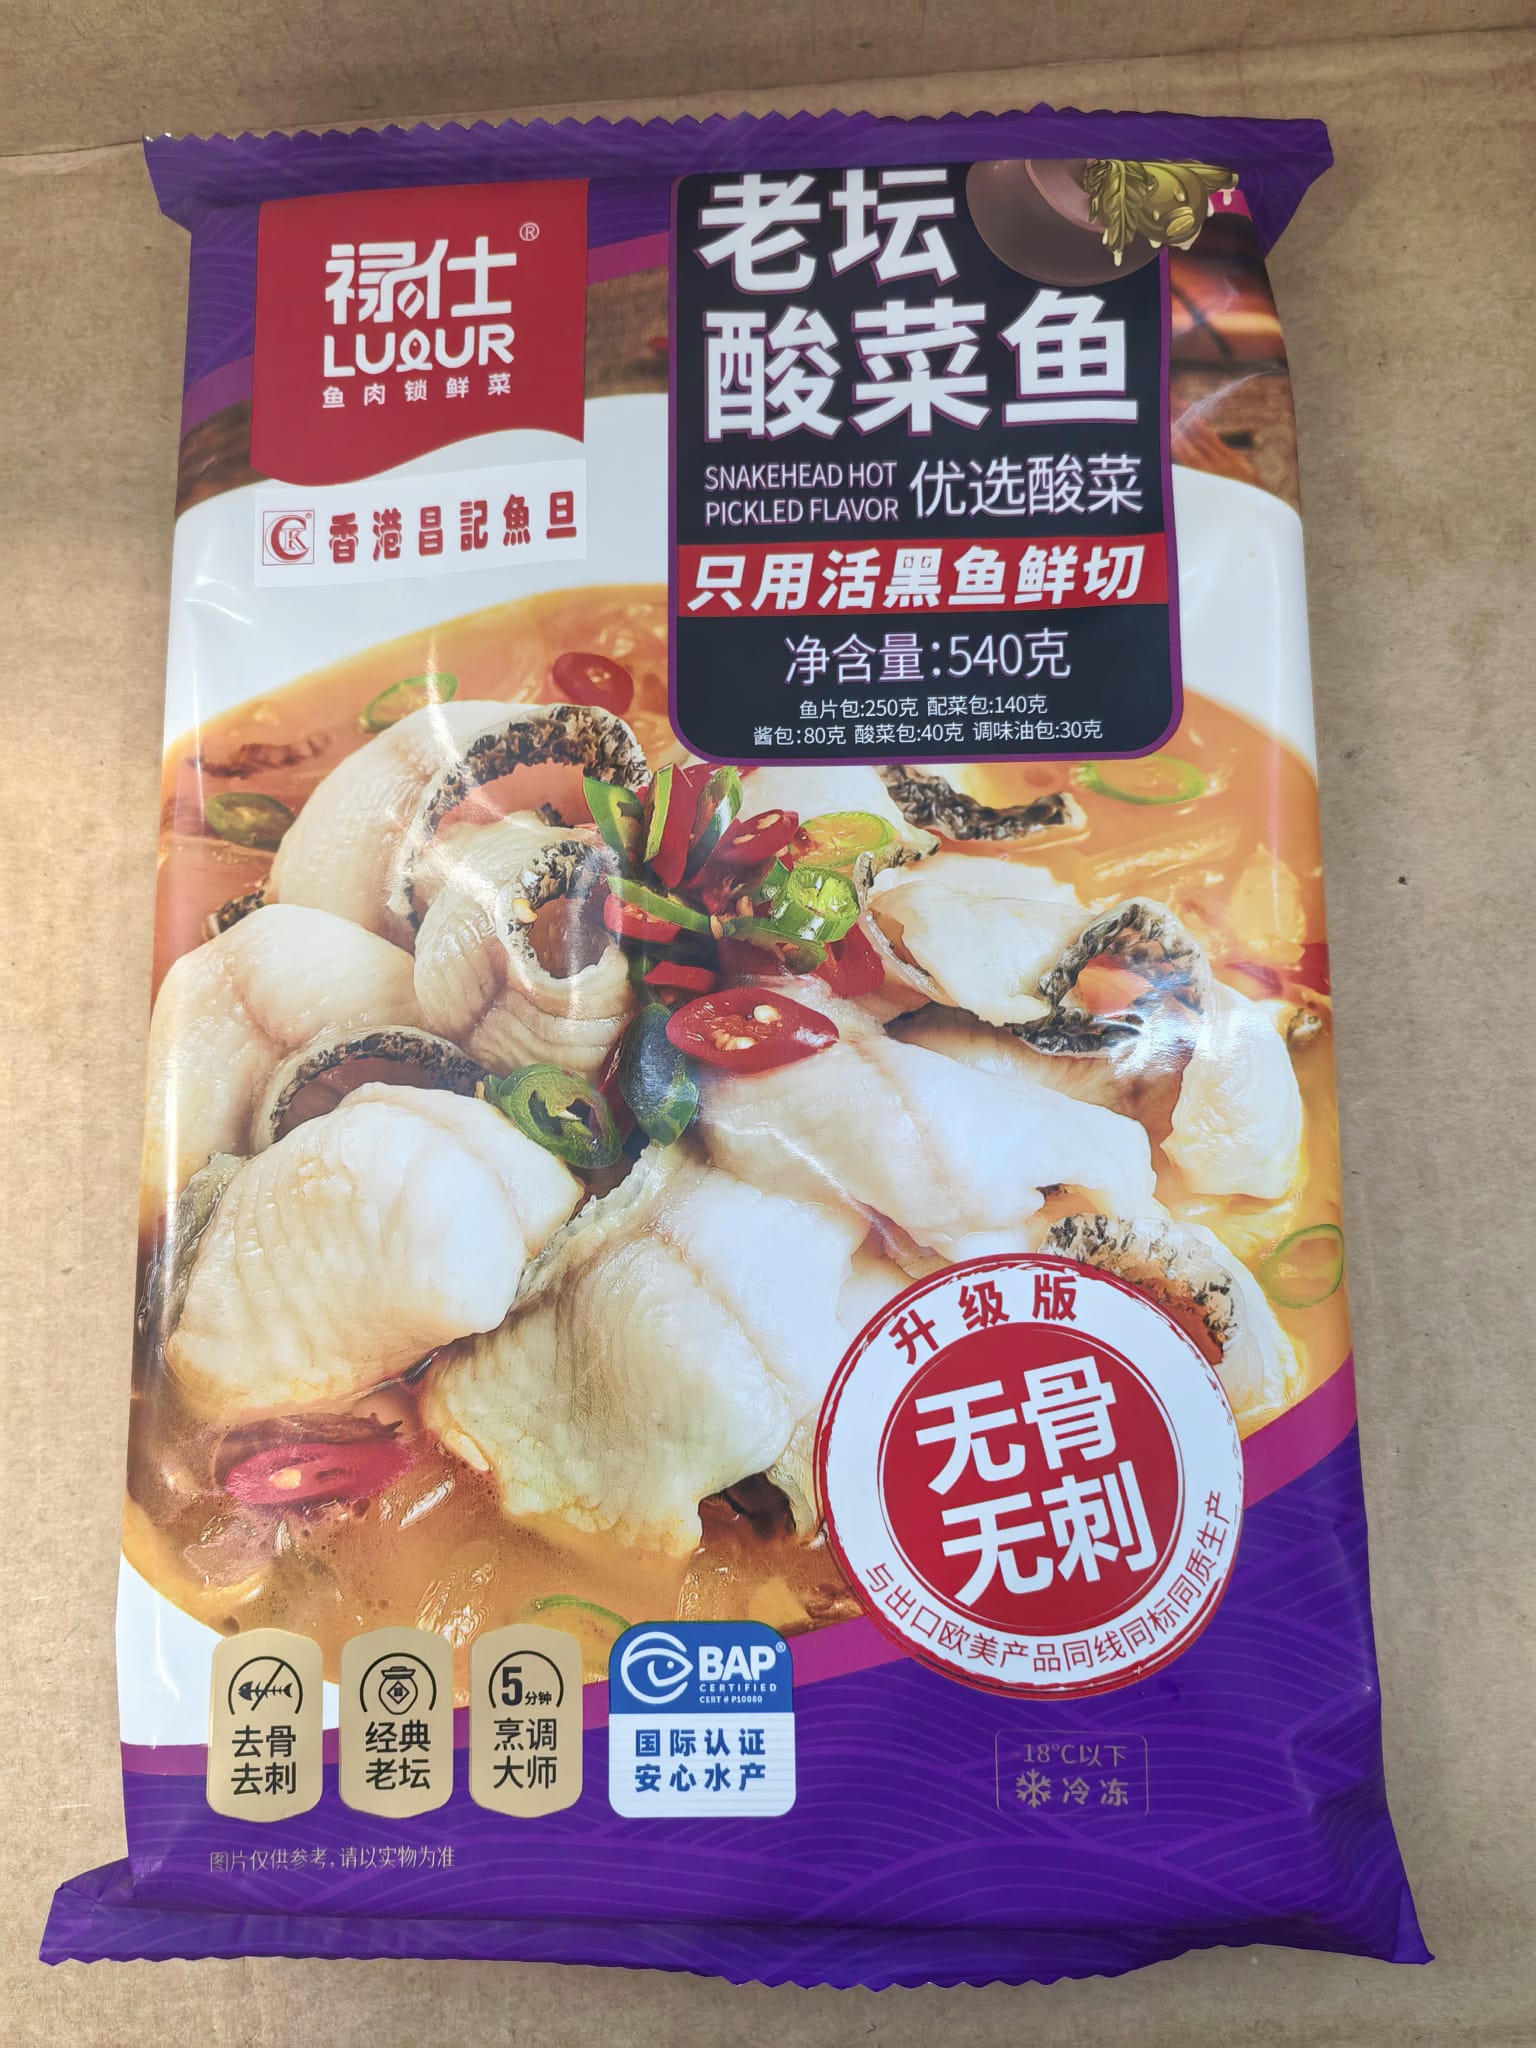 禄仕®
LUQUR
鱼肉锁鲜菜
CK® 香港昌記魚旦
老坛
酸菜鱼
SNAKEHEAD HOT
PICKLED FLAVOR
优选酸菜
只用活黑鱼鲜切
净含量:540克
鱼片包:250克 配菜包:140克
酱包:80克 酸菜包:40克 调味油包:30克
升级版
无骨
无刺
与出口欧美产品同线同标同质生产
去骨
去刺
经典
老坛
5分钟
烹调
大师
BAP®
CERTIFIED
CERT # P10080
国际认证
安心水产
-18°C以下
冷冻
图片仅供参考,请以实物为准